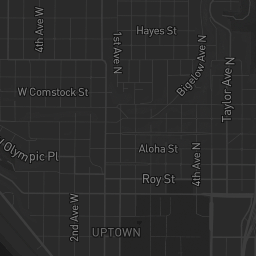 4th Ave W
Hayes St
1st Ave N
Bigelow Ave N
Taylor Ave N
W Comstock St
Olympic Pl
Aloha St
4th Ave N
Roy St
2nd Ave W
UPTOWN